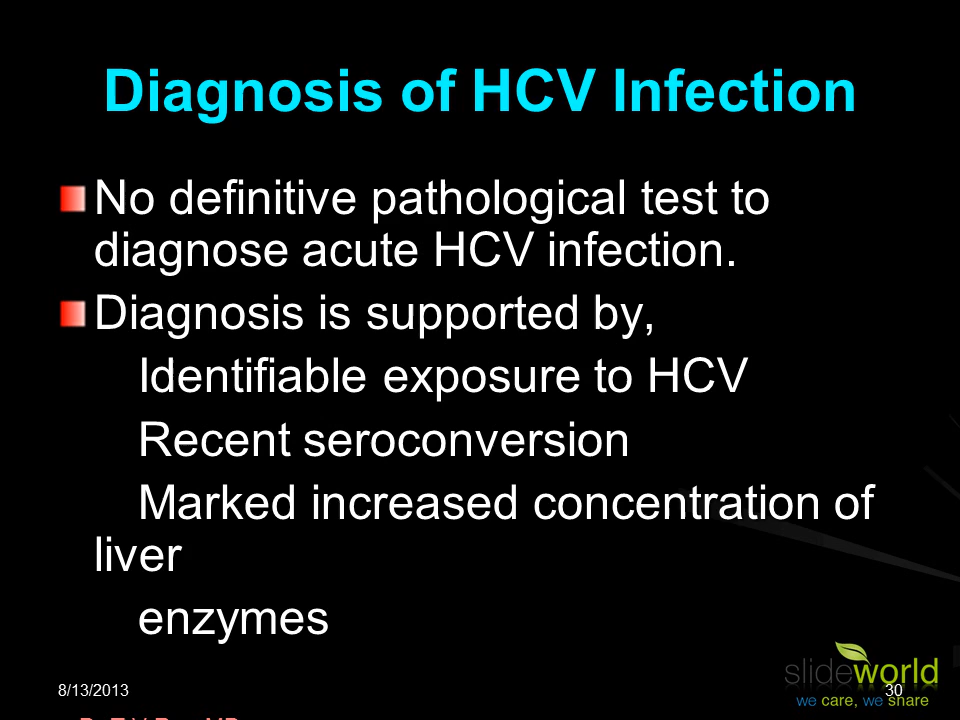 Diagnosis of HCV Infection
No definitive pathological test to
diagnose acute HCV infection.
Diagnosis is supported by,
Identifiable exposure to HCV
Recent seroconversion
Marked increased concentration of
liver
enzymes
8/13/2013
30
slideworld
we care, we share